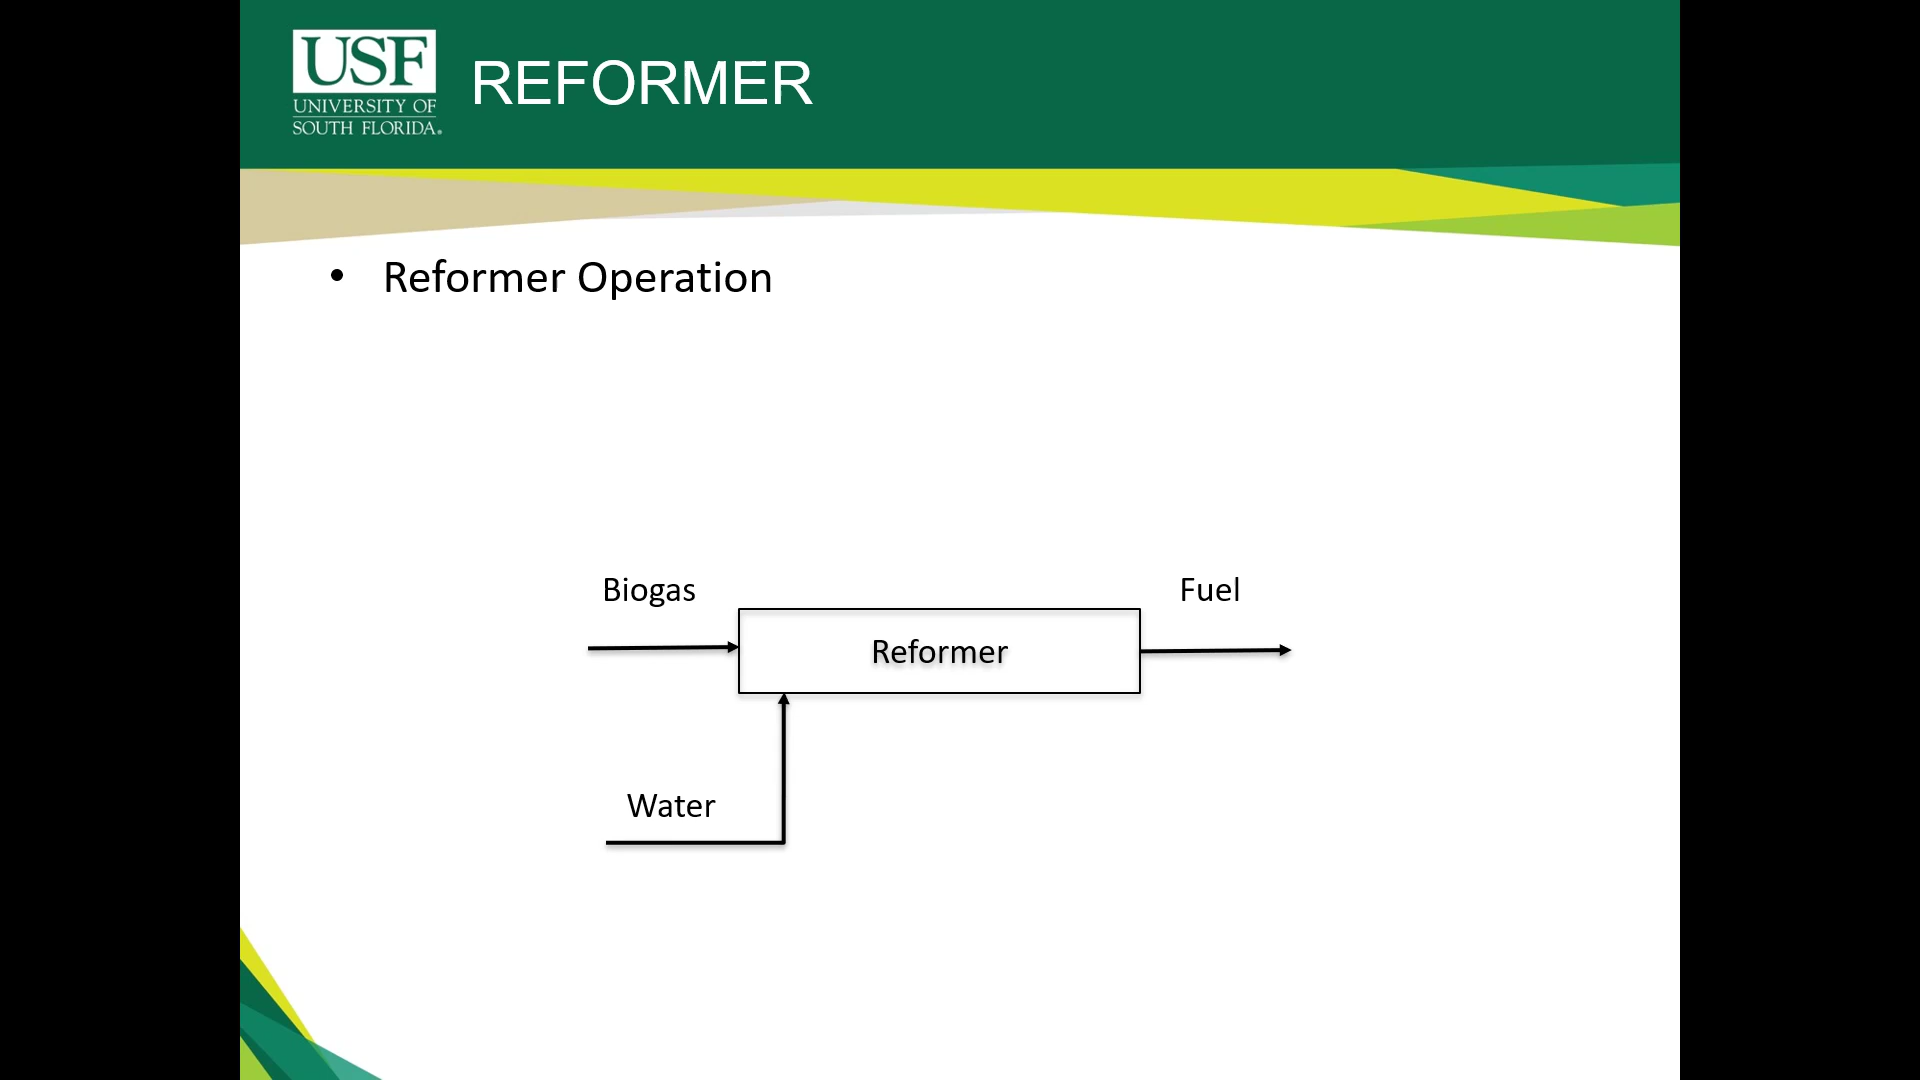 USF
UNIVERSITY OF
SOUTH FLORIDA®
REFORMER
• Reformer Operation
Biogas
Fuel
Reformer
Water